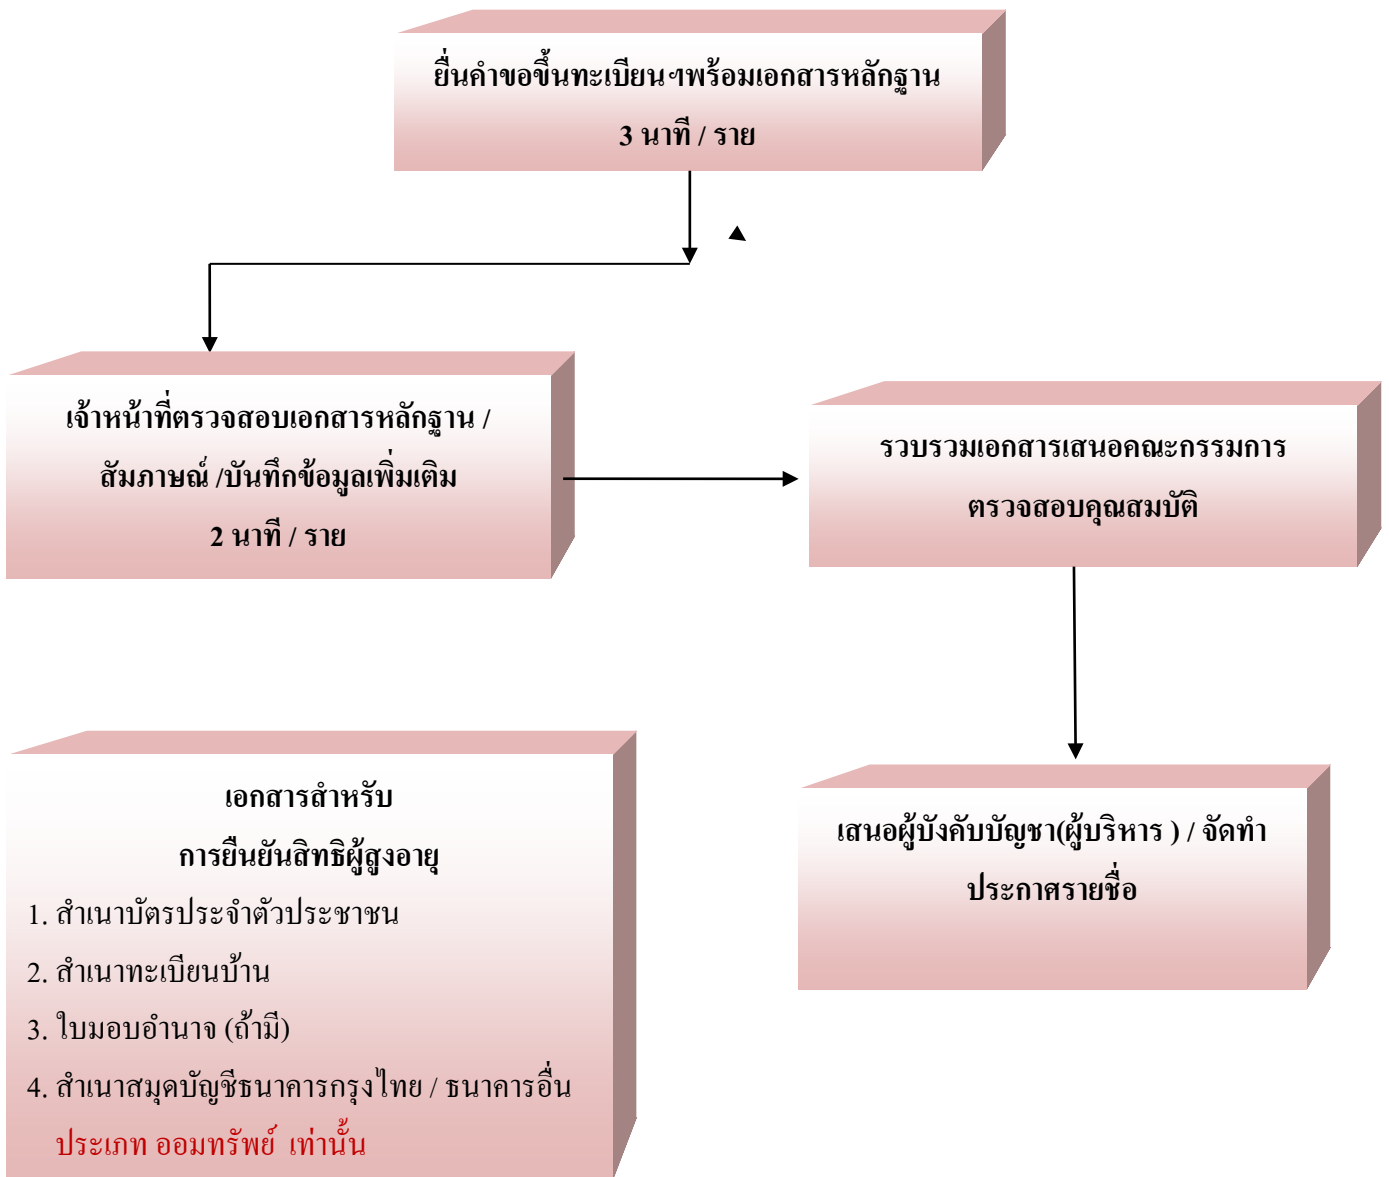 ยื่นคำขอขึ้นทะเบียนฯพร้อมเอกสารหลักฐาน
3 นาที / ราย
เจ้าหน้าที่ตรวจสอบเอกสารหลักฐาน /
สัมภาษณ์ /บันทึกข้อมูลเพิ่มเติม
2 นาที / ราย
รวบรวมเอกสารเสนอคณะกรรมการ
ตรวจสอบคุณสมบัติ
เสนอผู้บังคับบัญชา(ผู้บริหาร ) / จัดทำ
ประกาศรายชื่อ
เอกสารสำหรับ
การยืนยันสิทธิผู้สูงอายุ
1. สำเนาบัตรประจำตัวประชาชน
2. สำเนาทะเบียนบ้าน
3. ใบมอบอำนาจ (ถ้ามี)
4. สำเนาสมุดบัญชีธนาคารกรุงไทย / ธนาคารอื่น
ประเภท ออมทรัพย์ เท่านั้น